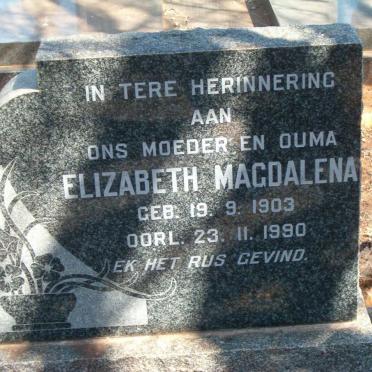 IN TERE HERINNERING
AAN
ONS MOEDER EN OUMA
ELIZABETH MAGDALENA
GEB. 19. 9. 1903
OORL. 23. 11. 1990
EK HET RUS GEVIND.